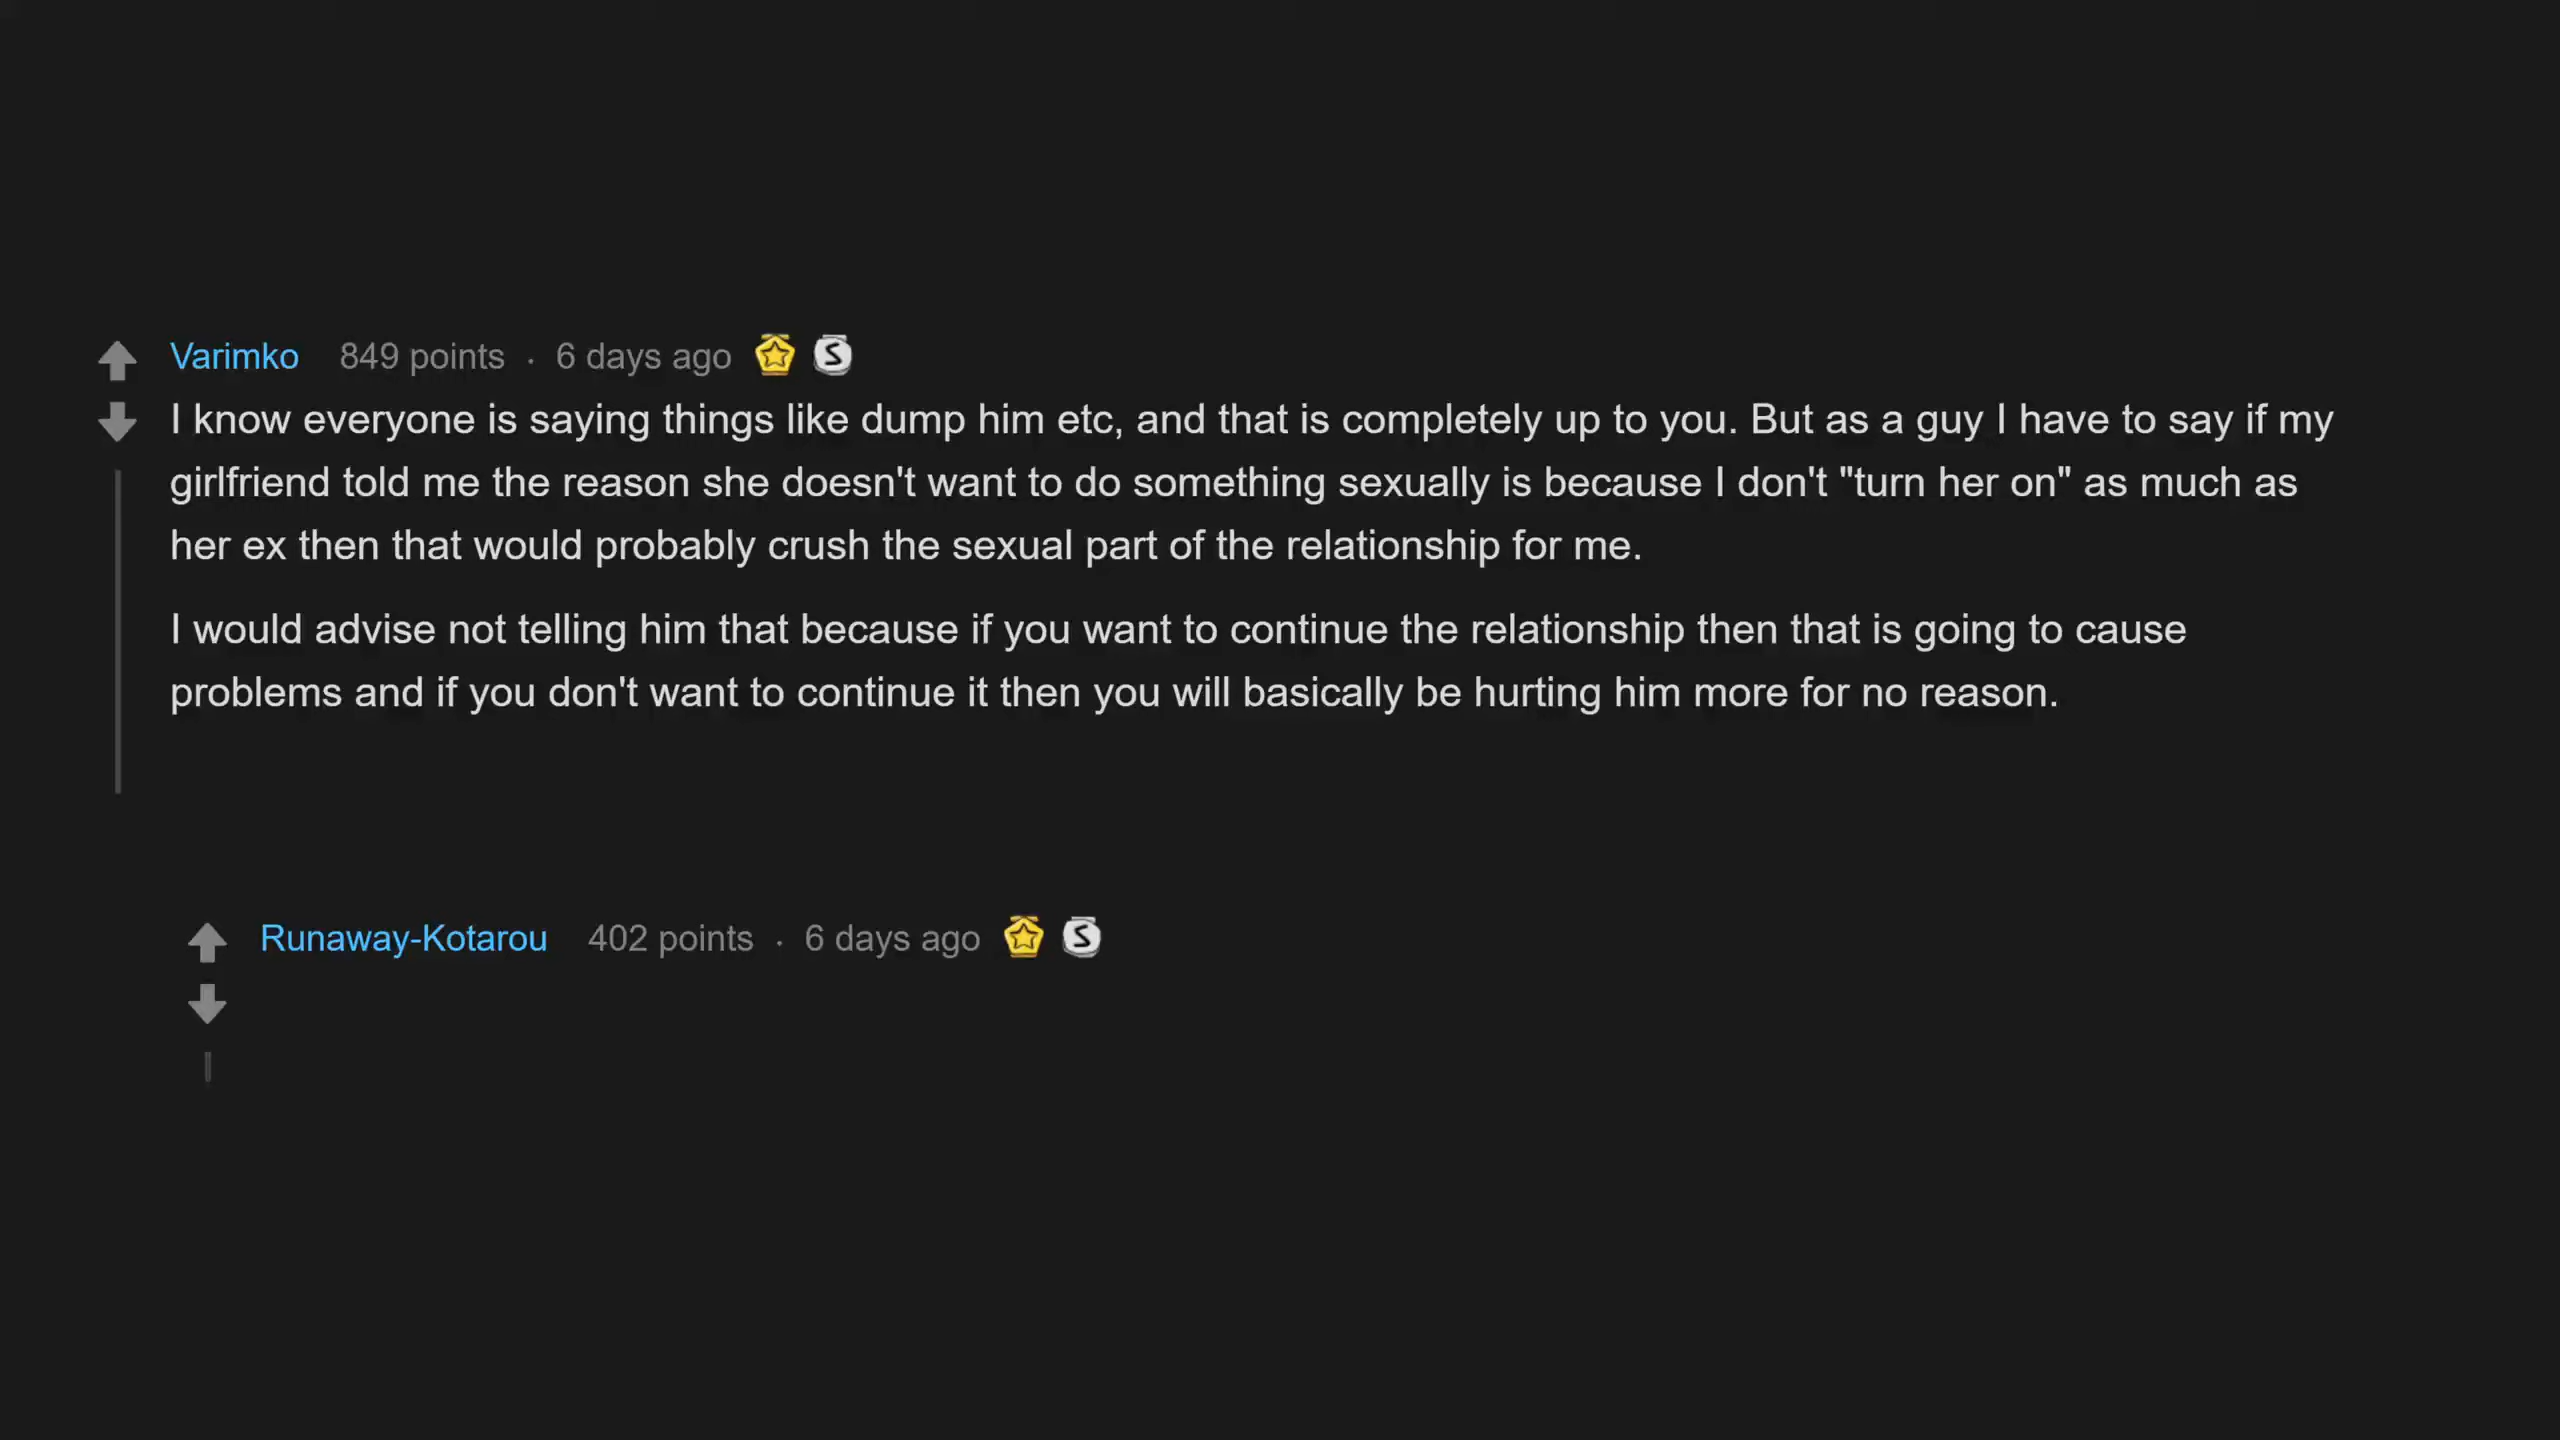 Varimko 849 points · 6 days ago S
I know everyone is saying things like dump him etc, and that is completely up to you. But as a guy I have to say if my
girlfriend told me the reason she doesn't want to do something sexually is because I don't "turn her on" as much as
her ex then that would probably crush the sexual part of the relationship for me.
I would advise not telling him that because if you want to continue the relationship then that is going to cause
problems and if you don't want to continue it then you will basically be hurting him more for no reason.
Runaway-Kotarou 402 points · 6 days ago S